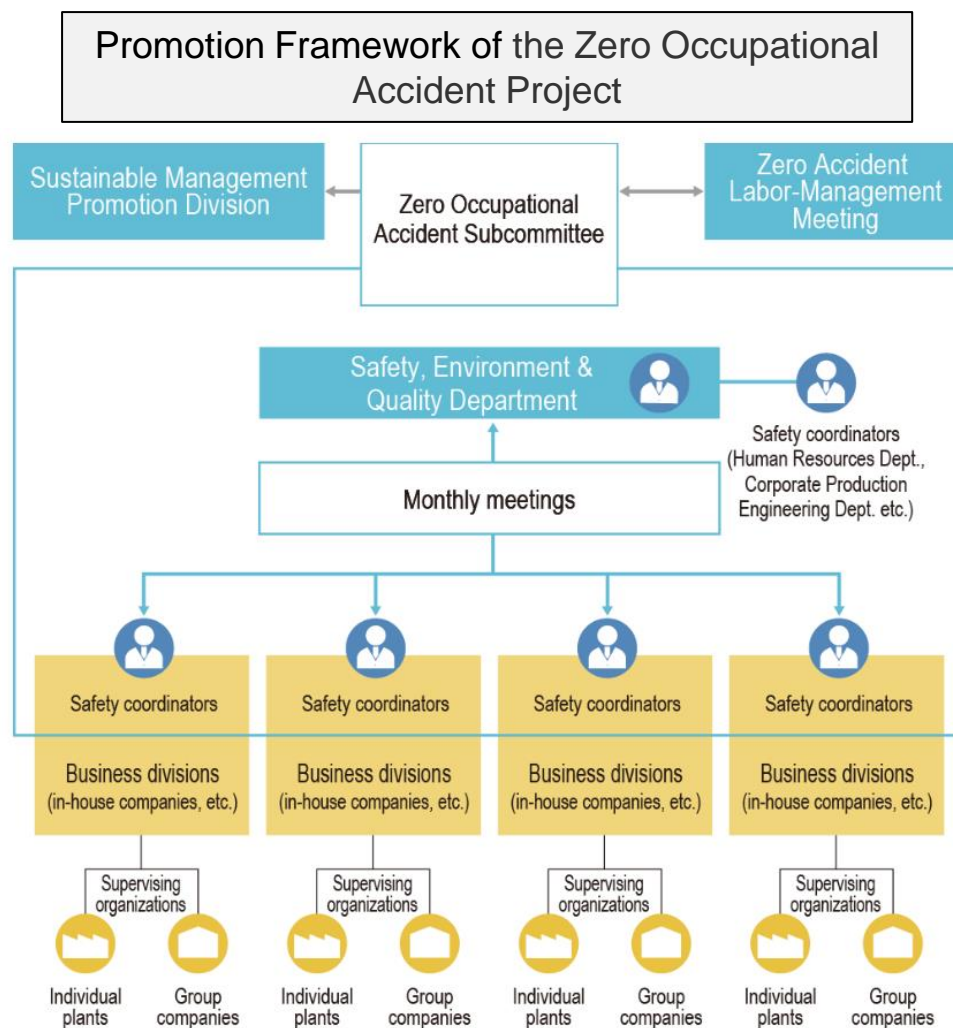 Promotion Framework of the Zero Occupational
Accident Project
Sustainable Management
Promotion Division
Zero Occupational
Accident Subcommittee
Zero Accident
Labor-Management
Meeting
Safety, Environment &
Quality Department
Safety coordinators
(Human Resources Dept.,
Corporate Production
Engineering Dept. etc.)
Monthly meetings
Safety coordinators
Safety coordinators
Safety coordinators
Safety coordinators
Business divisions
(in-house companies, etc.)
Business divisions
(in-house companies, etc.)
Business divisions
(in-house companies, etc.)
Business divisions
(in-house companies, etc.)
Supervising
organizations
Supervising
organizations
Supervising
organizations
Supervising
organizations
Individual
plants
Group
companies
Individual
plants
Group
companies
Individual
plants
Group
companies
Individual
plants
Group
companies